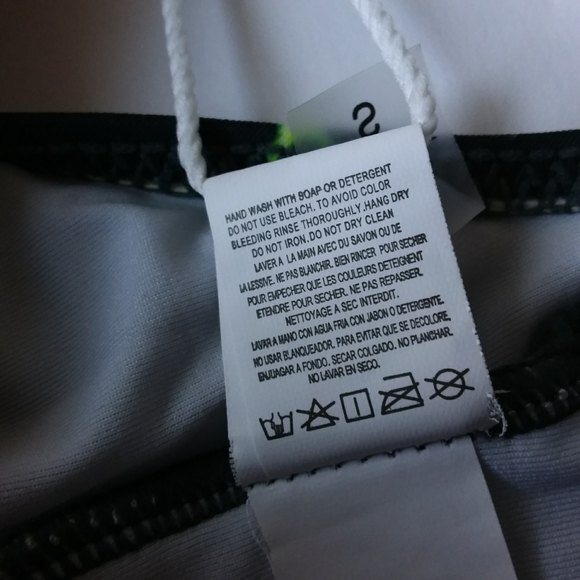 S
HAND WASH WITH SOAP OR DETERGENT
DO NOT USE BLEACH. TO AVOID COLOR
BLEEDING RINSE THOROUGHLY,HANG DRY
DO NOT IRON.DO NOT DRY CLEAN
LAVER A LA MAIN AVEC DU SAVON OU DE
LA LESSIVE. NE PAS BLANCHIR. BIEN RINCER POUR SECHER
POUR EMPECHER QUE LES COULEURS DETEIGNENT
ETENDRE POUR SECHER. NE PAS REPASSER.
NETTOYAGE A SEC INTERDIT.
LAVAR A MANO CON AGUA FRIA CON JABON O DETERGENTE.
NO USAR BLANQUEADOR. PARA EVITAR QUE SE DECOLORE,
ENJUAGAR A FONDO. SECAR COLGADO. NO PLANCHAR.
NO LAVAR EN SECO.